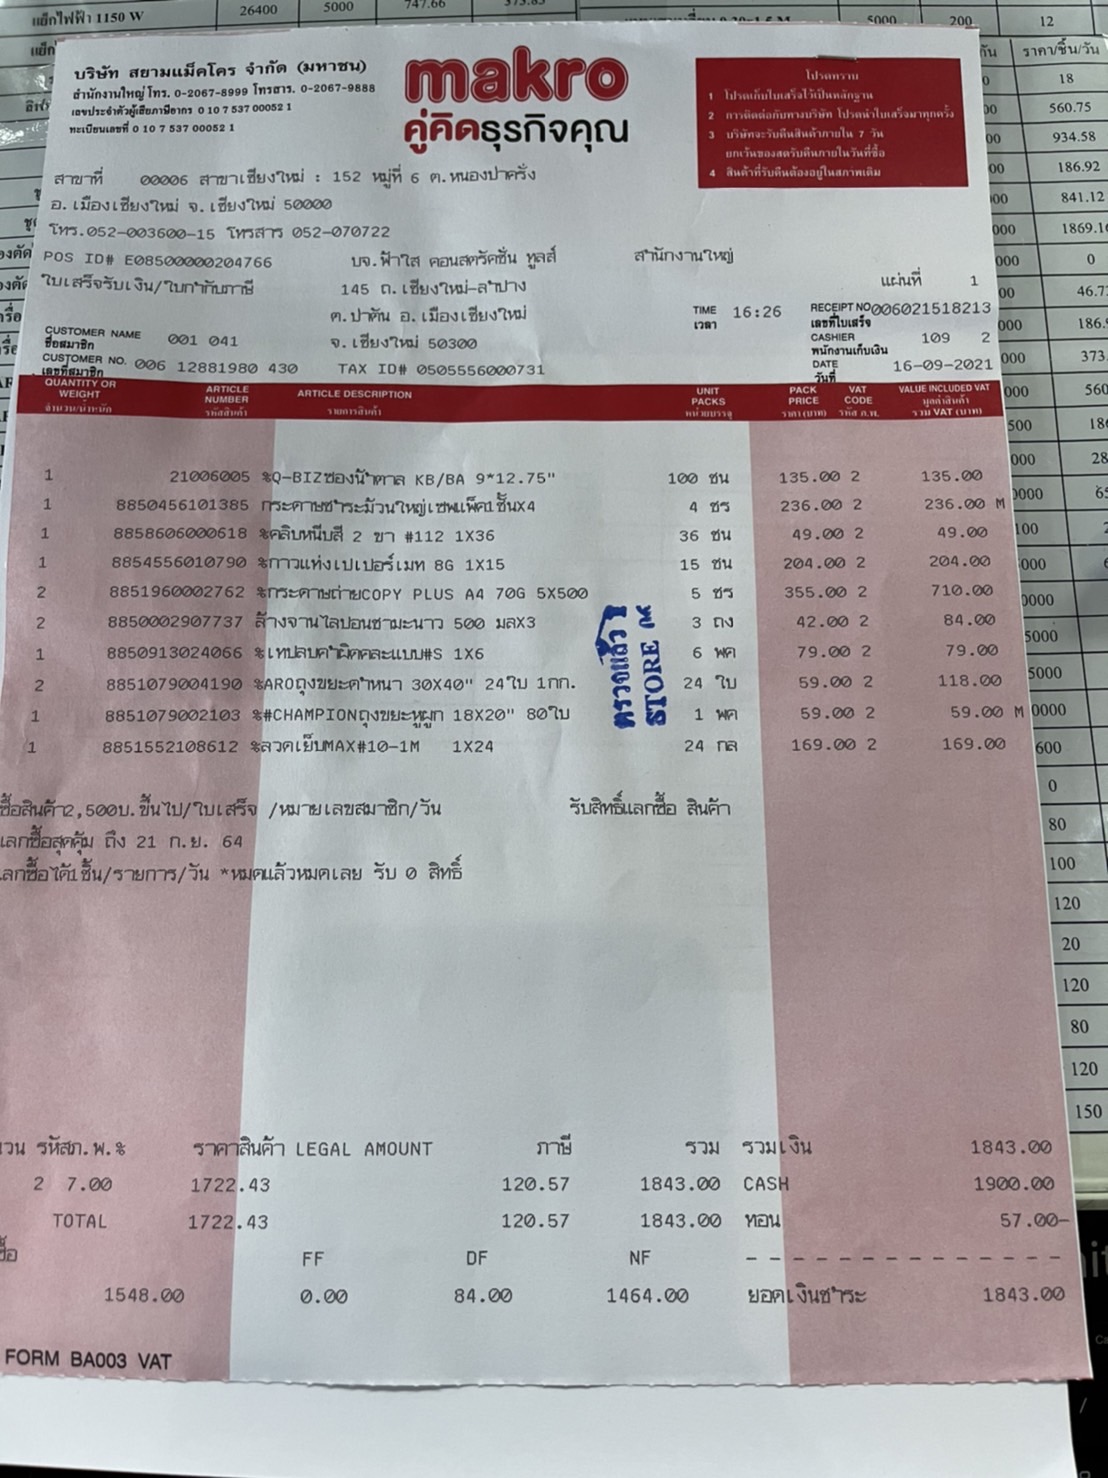 แย็กไฟฟ้า 1150 W 26400 5000 747.66 373.83
5000 200 12
กัน ราคา/ชิ้น/วัน
บริษัท สยามแม็คโคร จำกัด (มหาชน)
สำนักงานใหญ่ โทร. 0-2067-8999 โทรสาร. 0-2067-9888
เลขประจำตัวผู้เสียภาษีอากร 0 10 7 537 00052 1
ทะเบียนเลขที่ 0 10 7 537 00052 1
makro
คู่คิดธุรกิจคุณ
โปรดทราบ
1 โปรดเก็บใบเสร็จไว้เป็นหลักฐาน
2 การติดต่อกับทางบริษัท โปรดนำใบเสร็จมาทุกครั้ง
3 บริษัทจะรับคืนสินค้าภายใน 7 วัน
ยกเว้นของสดรับคืนภายในวันที่ซื้อ
4 สินค้าที่รับคืนต้องอยู่ในสภาพเดิม
สาขาที่ 00006 สาขาเชียงใหม่ : 152 หมู่ที่ 6 ต.หนองป่าครั่ง
อ.เมืองเชียงใหม่ จ.เชียงใหม่ 50000
โทร.052-003600-15 โทรสาร 052-070722
POS ID# E08500000204766 บจ.ฟ้าใส คอนสตรัคชั่น ทูลส์ สำนักงานใหญ่
ใบเสร็จรับเงิน/ใบกำกับภาษี 145 ถ.เชียงใหม่-ลำปาง แผ่นที่ 1
ต.ป่าตัน อ.เมืองเชียงใหม่ TIME เวลา 16:26 RECEIPT NO เลขที่ใบเสร็จ 006021518213
CUSTOMER NAME ชื่อสมาชิก 001 041 จ.เชียงใหม่ 50300 CASHIER พนักงานเก็บเงิน 109 2
CUSTOMER NO. เลขที่สมาชิก 006 12881980 430 TAX ID# 0505556000731 DATE วันที่ 16-09-2021
QUANTITY OR WEIGHT จำนวน/น้ำหนัก ARTICLE NUMBER รหัสสินค้า ARTICLE DESCRIPTION รายการสินค้า UNIT PACKS หน่วยบรรจุ PACK PRICE ราคา (บาท) VAT CODE รหัส ภ.พ. VALUE INCLUDED VAT มูลค่าสินค้า รวม VAT (บาท)
1 21006005 %Q-BIZซองน้ำตาล KB/BA 9*12.75" 100 ชน 135.00 2 135.00
1 8850456101385 กระดาษชำระม้วนใหญ่เซพแพ็ค1ชั้นX4 4 ชร 236.00 2 236.00 M
1 8858606000618 %คลิบหนีบสี 2 ขา #112 1X36 36 ชน 49.00 2 49.00
1 8854556010790 %กาวแท่งเปเปอร์เมท 8G 1X15 15 ชน 204.00 2 204.00
2 8851960002762 %กระดาษถ่ายCOPY PLUS A4 70G 5X500 5 ชร 355.00 2 710.00
2 8850002907737 ล้างจานไลปอนชามะนาว 500 มลX3 3 ถง 42.00 2 84.00
1 8850913024066 %เทปลบคำผิดคละแบบ#S 1X6 6 พค 79.00 2 79.00
2 8851079004190 %AROถุงขยะดำหนา 30X40" 24ใบ 1กก. 24 ใบ 59.00 2 118.00
1 8851079002103 %#CHAMPIONถุงขยะหูผูก 18X20" 80ใบ 1 พค 59.00 2 59.00 M
1 8851552108612 %ลวดเย็บMAX#10-1M 1X24 24 กล 169.00 2 169.00
ตรวจแล้ว 1
STORE M
ซื้อสินค้า2,500บ.ขึ้นไป/ใบเสร็จ /หมายเลขสมาชิก/วัน รับสิทธิ์แลกซื้อ สินค้า
แลกซื้อสุดคุ้ม ถึง 21 ก.ย. 64
แลกซื้อได้1ชิ้น/รายการ/วัน *หมดแล้วหมดเลย รับ 0 สิทธิ์
รหัสภ.พ.% ราคาสินค้า LEGAL AMOUNT ภาษี รวม รวมเงิน 1843.00
2 7.00 1722.43 120.57 1843.00 CASH 1900.00
TOTAL 1722.43 120.57 1843.00 ทอน 57.00-
FF DF NF
1548.00 0.00 84.00 1464.00 ยอดเงินชำระ 1843.00
FORM BA003 VAT
18
560.75
934.58
186.92
841.12
0
120
20
120
80
120
150